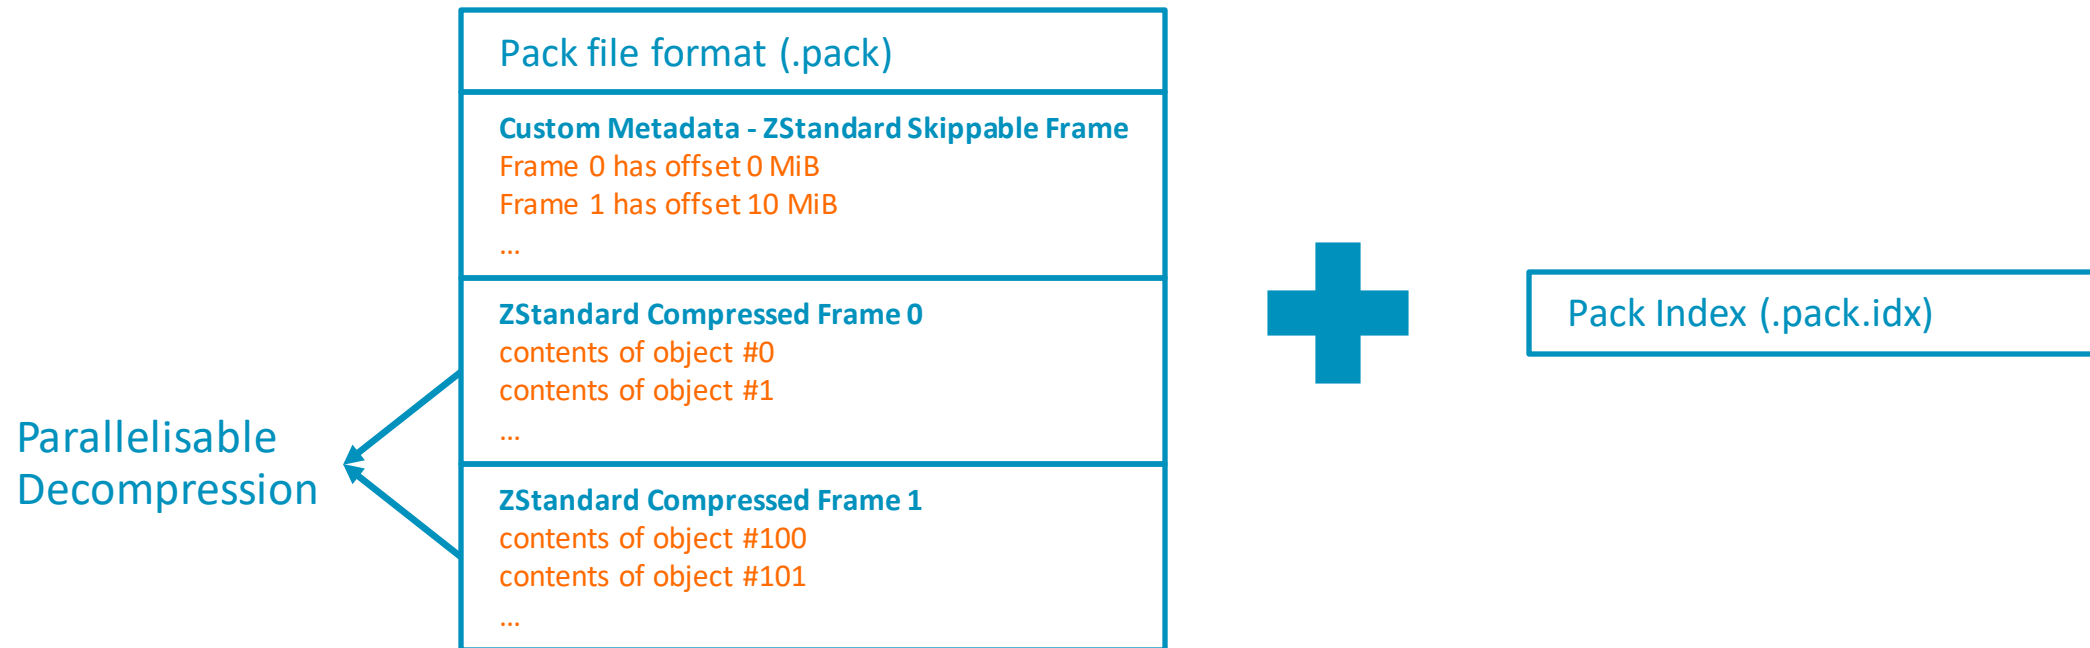 Pack file format (.pack)
Custom Metadata - ZStandard Skippable Frame
Frame 0 has offset 0 MiB
Frame 1 has offset 10 MiB
...
ZStandard Compressed Frame 0
contents of object #0
contents of object #1
...
ZStandard Compressed Frame 1
contents of object #100
contents of object #101
...
Parallelisable
Decompression
Pack Index (.pack.idx)